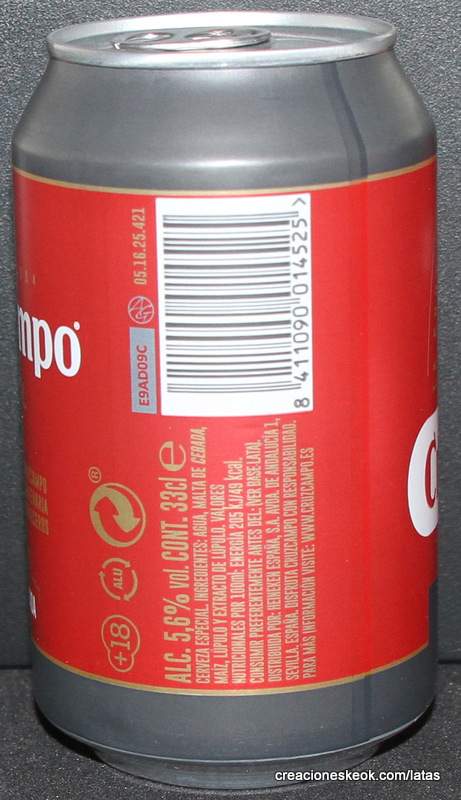 mpo
05.16.25.421
E9AD09C
8 411090 014525 >
+18
ALU
®
ALC. 5,6% vol. CONT. 33cl e
CERVEZA ESPECIAL. INGREDIENTES: AGUA, MALTA DE CEBADA,
MAÍZ, LÚPULO Y EXTRACTO DE LÚPULO. VALORES
NUTRICIONALES POR 100ml: ENERGÍA 205 kJ/49 kcal.
CONSUMIR PREFERENTEMENTE ANTES DEL: VER BASE LATA.
DISTRIBUIDA POR: HEINEKEN ESPAÑA, S.A. AVDA. DE ANDALUCÍA 1,
SEVILLA. ESPAÑA. DISFRUTA CRUZCAMPO CON RESPONSABILIDAD.
PARA MAS INFORMACION VISITE: WWW.CRUZCAMPO.ES
creacioneskeok.com/latas